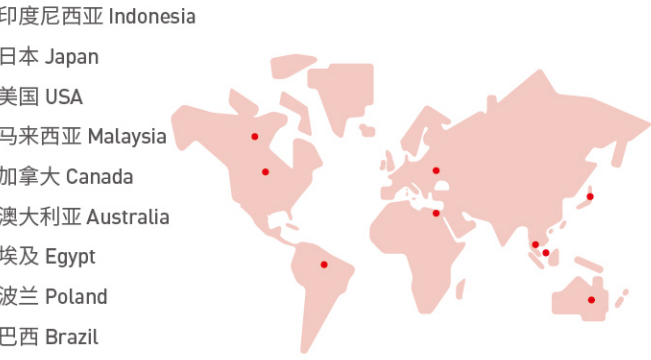 印度尼西亚 Indonesia
日本 Japan
美国 USA
马来西亚 Malaysia
加拿大 Canada
澳大利亚 Australia
埃及 Egypt
波兰 Poland
巴西 Brazil